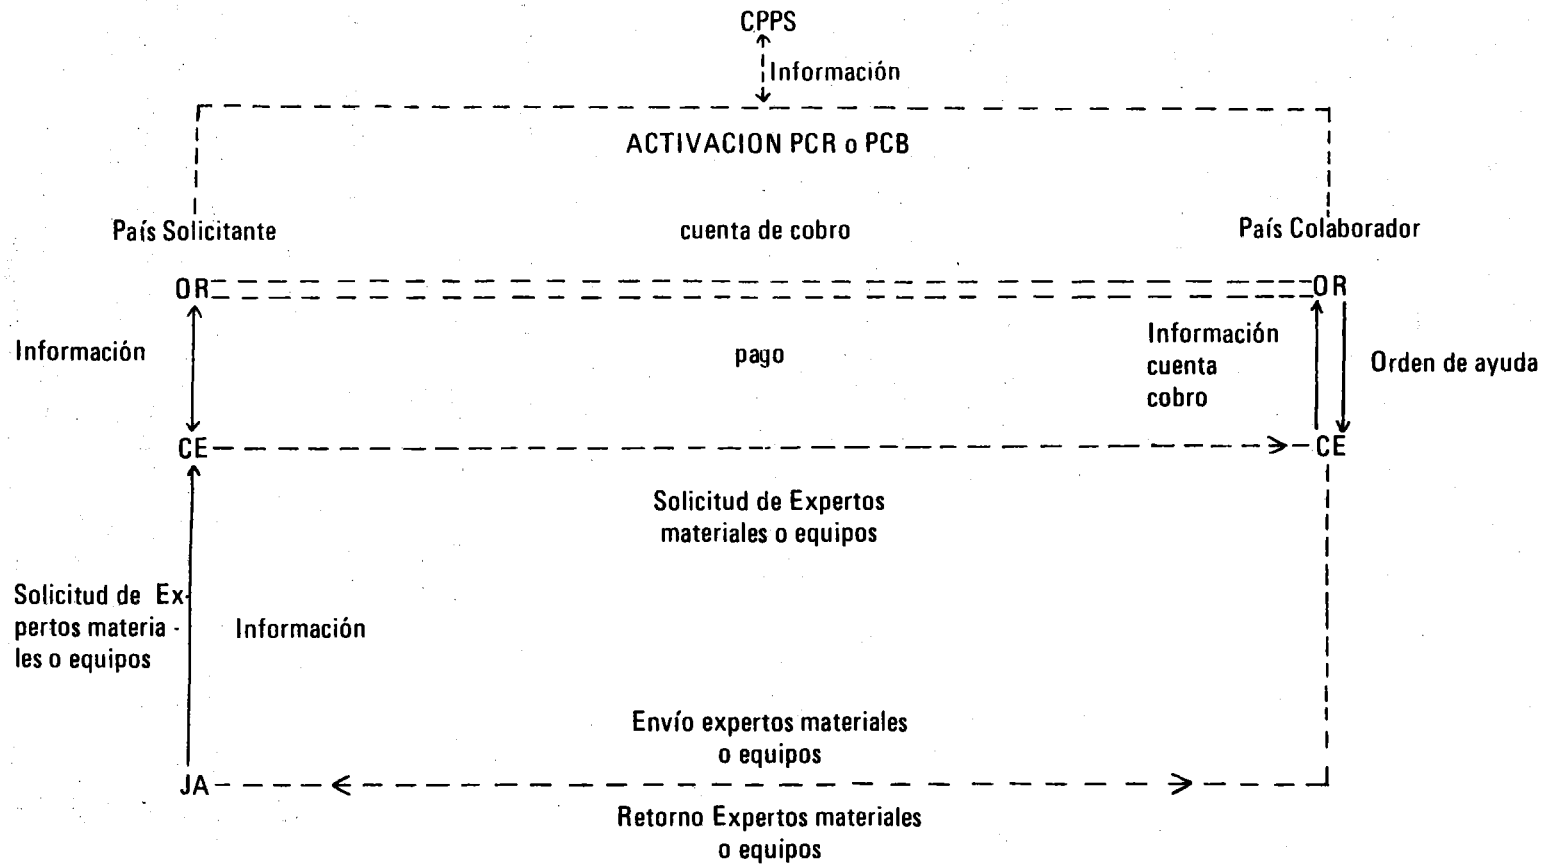 CPPS
Información
ACTIVACION PCR o PCB
País Solicitante
cuenta de cobro
País Colaborador
OR
OR
Información
pago
Información
cuenta
cobro
Orden de ayuda
CE
CE
Solicitud de Expertos
materiales o equipos
Solicitud de Ex-
pertos materia -
les o equipos
Información
Envío expertos materiales
o equipos
JA
Retorno Expertos materiales
o equipos